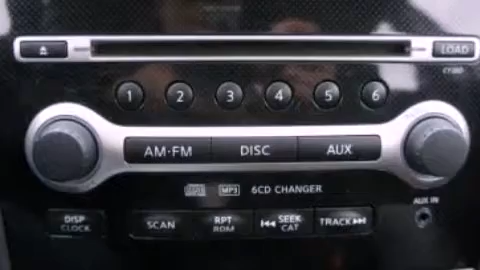 LOAD
1 2 3 4 5 6
AM·FM DISC AUX
MP3 6CD CHANGER
AUX IN
DISP SCAN RPT SEEK TRACK
CLOCK RDM CAT